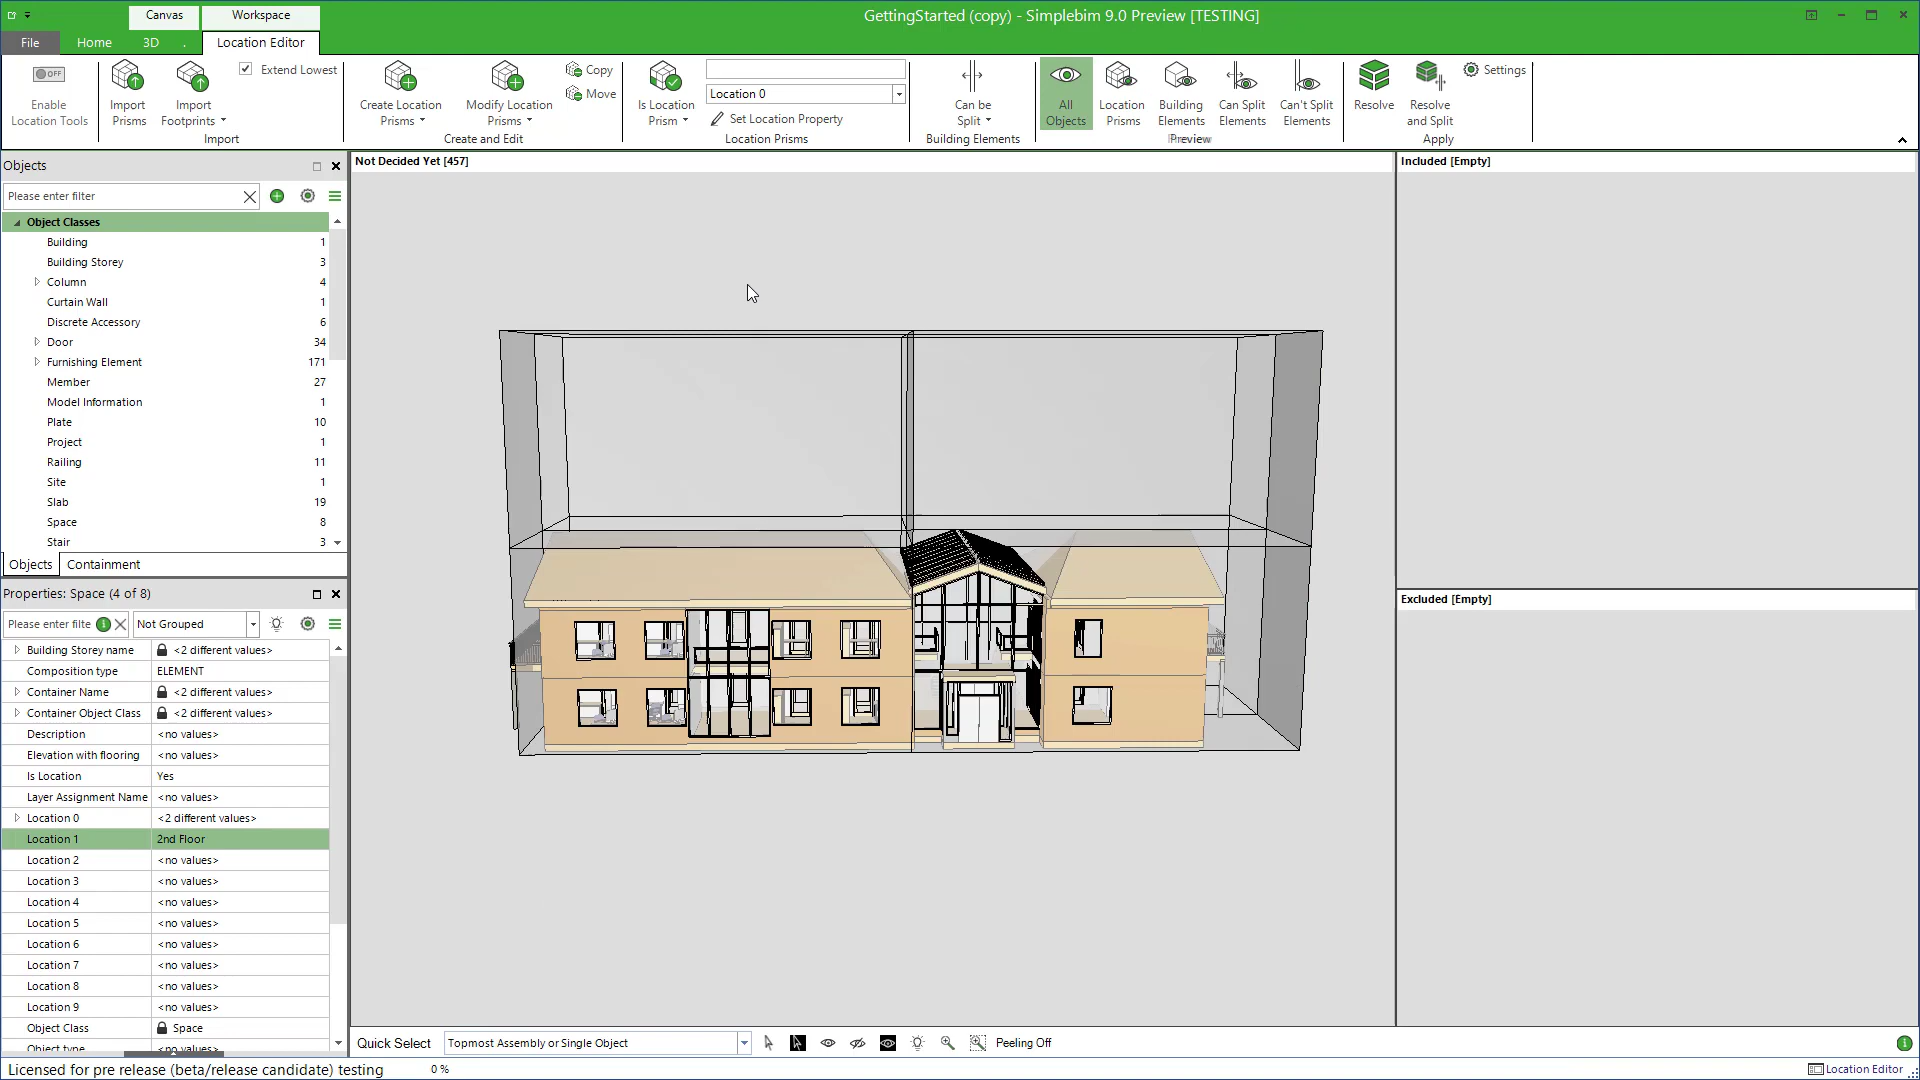 Canvas
Workspace
GettingStarted (copy) - Simplebim 9.0 Preview [TESTING]
File
Home
3D
.
Location Editor
OFF
Enable
Location Tools
Import
Prisms
Import
Footprints
Extend Lowest
Import
Create Location
Prisms
Modify Location
Prisms
Copy
Move
Create and Edit
Is Location
Prism
Location 0
Set Location Property
Location Prisms
Can be
Split
Building Elements
All
Objects
Location
Prisms
Building
Elements
Can Split
Elements
Can't Split
Elements
Preview
Resolve
Resolve
and Split
Settings
Apply
Objects
Please enter filter
Object Classes
Building 1
Building Storey 3
Column 4
Curtain Wall 1
Discrete Accessory 6
Door 34
Furnishing Element 171
Member 27
Model Information 1
Plate 10
Project 1
Railing 11
Site 1
Slab 19
Space 8
Stair 3
Objects
Containment
Properties: Space (4 of 8)
Please enter filte
Not Grouped
Building Storey name <2 different values>
Composition type ELEMENT
Container Name <2 different values>
Container Object Class <2 different values>
Description <no values>
Elevation with flooring <no values>
Is Location Yes
Layer Assignment Name <no values>
Location 0 <2 different values>
Location 1 2nd Floor
Location 2 <no values>
Location 3 <no values>
Location 4 <no values>
Location 5 <no values>
Location 6 <no values>
Location 7 <no values>
Location 8 <no values>
Location 9 <no values>
Object Class Space
Object type <no values>
Not Decided Yet [457]
Included [Empty]
Excluded [Empty]
Quick Select
Topmost Assembly or Single Object
Peeling Off
Licensed for pre release (beta/release candidate) testing
0 %
Location Editor